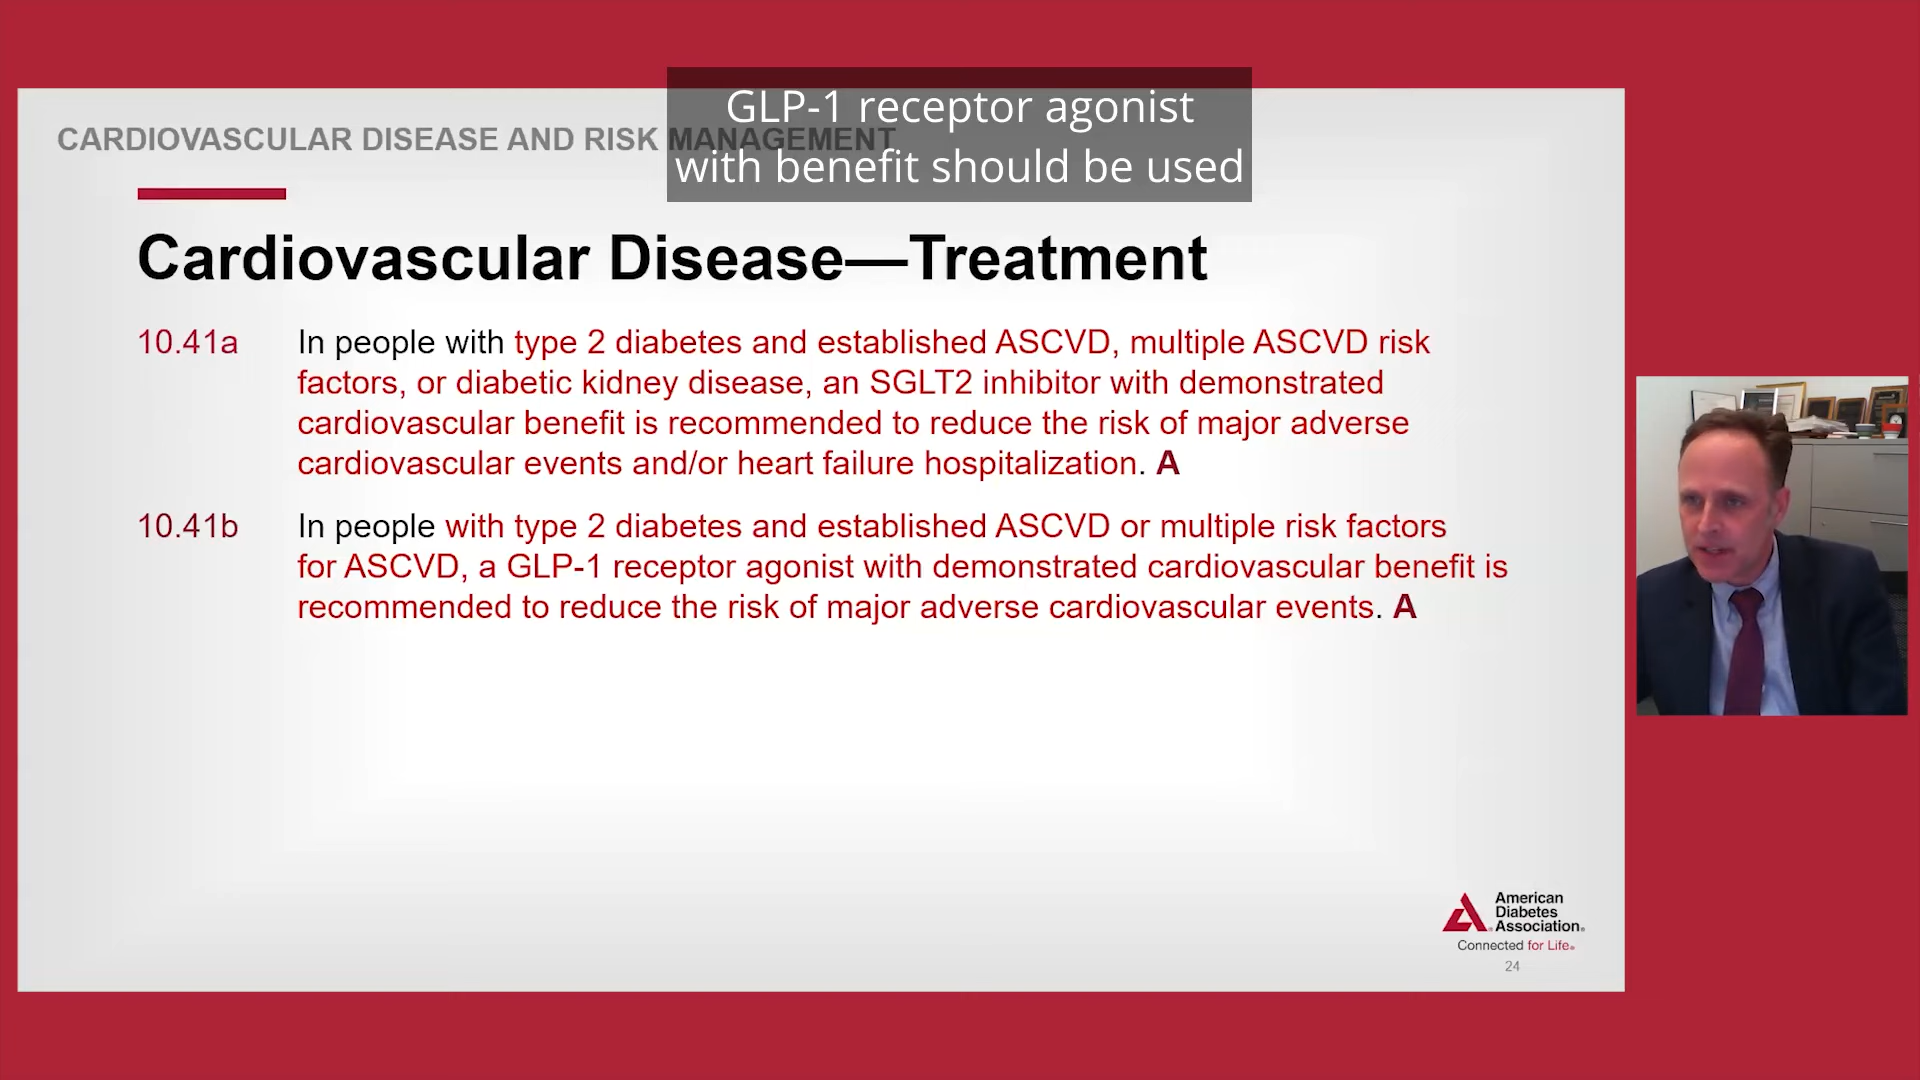 GLP-1 receptor agonist
with benefit should be used
CARDIOVASCULAR DISEASE AND RISK MANAGEMENT
Cardiovascular Disease—Treatment
10.41a In people with type 2 diabetes and established ASCVD, multiple ASCVD risk
factors, or diabetic kidney disease, an SGLT2 inhibitor with demonstrated
cardiovascular benefit is recommended to reduce the risk of major adverse
cardiovascular events and/or heart failure hospitalization. A
10.41b In people with type 2 diabetes and established ASCVD or multiple risk factors
for ASCVD, a GLP-1 receptor agonist with demonstrated cardiovascular benefit is
recommended to reduce the risk of major adverse cardiovascular events. A
American
Diabetes
Association®
Connected for Life®
24